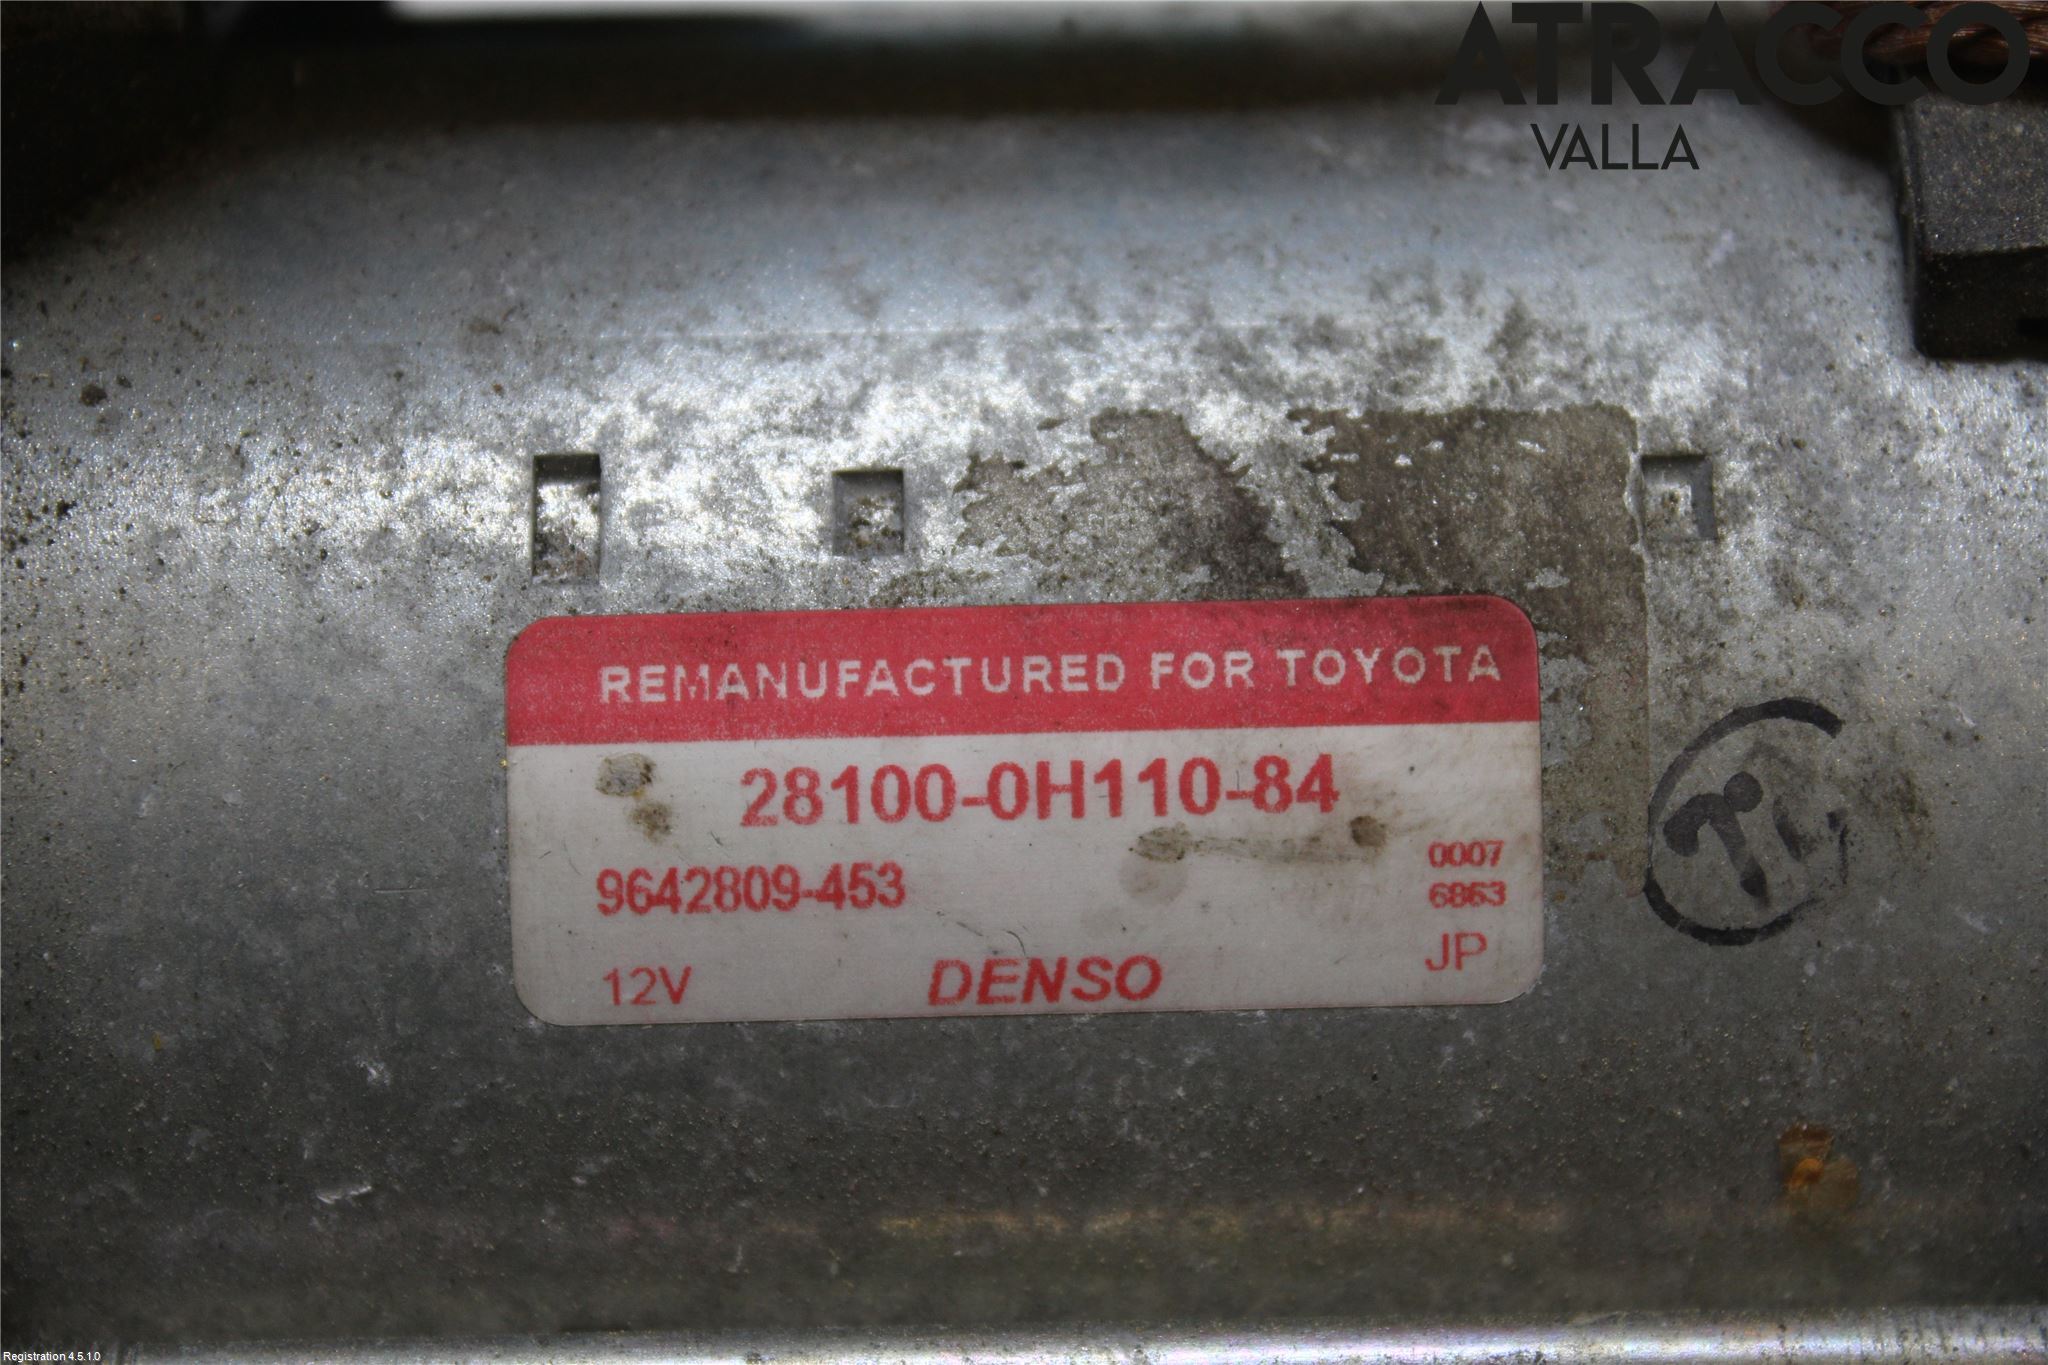 ATRACCO
VALLA
REMANUFACTURED FOR TOYOTA
28100-0H110-84
9642809-453
0007
6863
12V
DENSO
JP
Registration 4.5.1.0